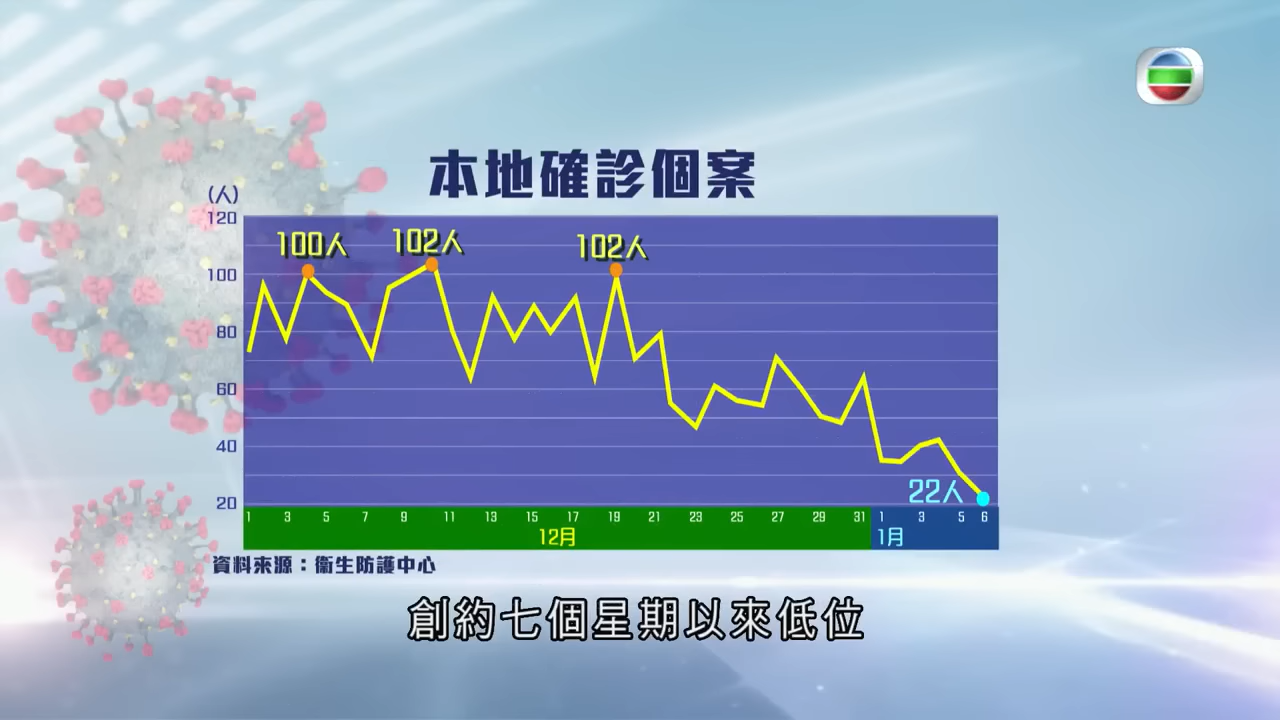 本地確診個案
(人)
120
100人
102人
102人
100
80
60
40
22人
20
1 3 5 7 9 11 13 15 17 19 21 23 25 27 29 31 1 3 5 6
12月 1月
資料來源：衞生防護中心
創約七個星期以來低位